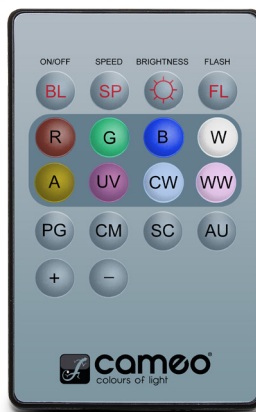 ON/OFF SPEED BRIGHTNESS FLASH
BL SP FL
R G B W
A UV CW WW
PG CM SC AU
+ −
cameo®
colours of light